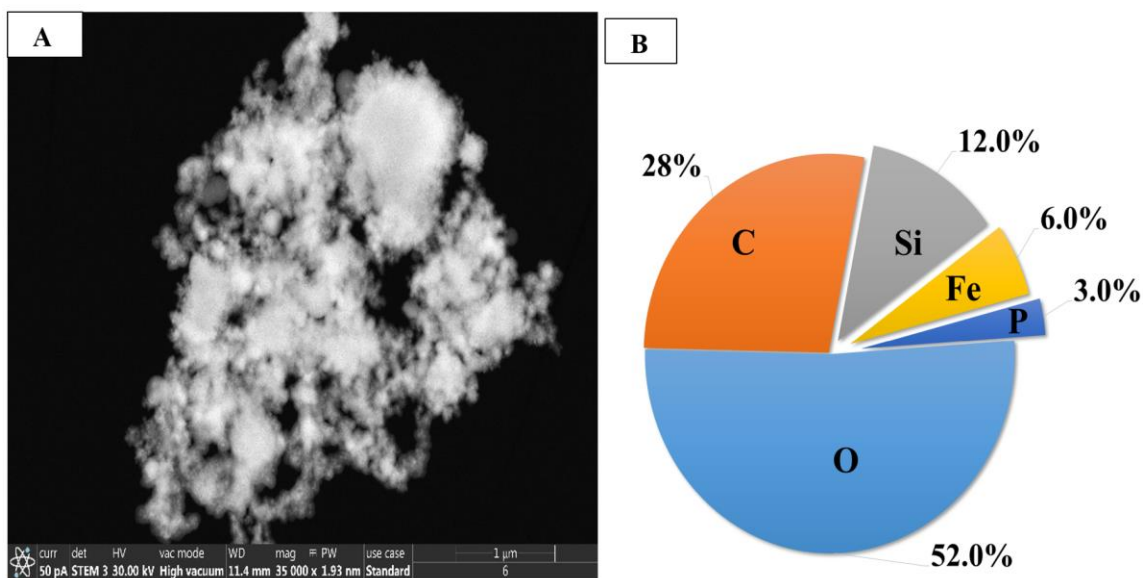 A
B
12.0%
28%
6.0%
C
Si
Fe
3.0%
P
O
52.0%
curr det HV vac mode WD mag PW use case 1 µm
50 pA STEM 3 30.00 kV High vacuum 11.4 mm 35 000 x 1.93 nm Standard 6